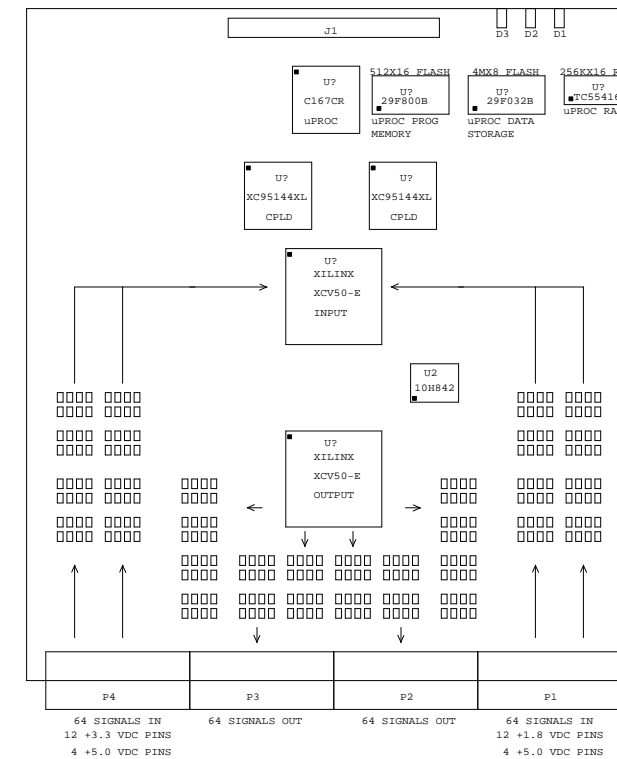 J1
D3 D2 D1
512X16 FLASH
4MX8 FLASH
256KX16
U?
C167CR
uPROC
U?
29F800B
uPROC PROG
MEMORY
U?
29F032B
uPROC DATA
STORAGE
U?
TC5541
uPROC RA
U?
XC95144XL
CPLD
U?
XC95144XL
CPLD
U?
XILINX
XCV50-E
INPUT
U2
10H842
U?
XILINX
XCV50-E
OUTPUT
P4
P3
P2
P1
64 SIGNALS IN
12 +3.3 VDC PINS
4 +5.0 VDC PINS
64 SIGNALS OUT
64 SIGNALS OUT
64 SIGNALS IN
12 +1.8 VDC PINS
4 +5.0 VDC PINS